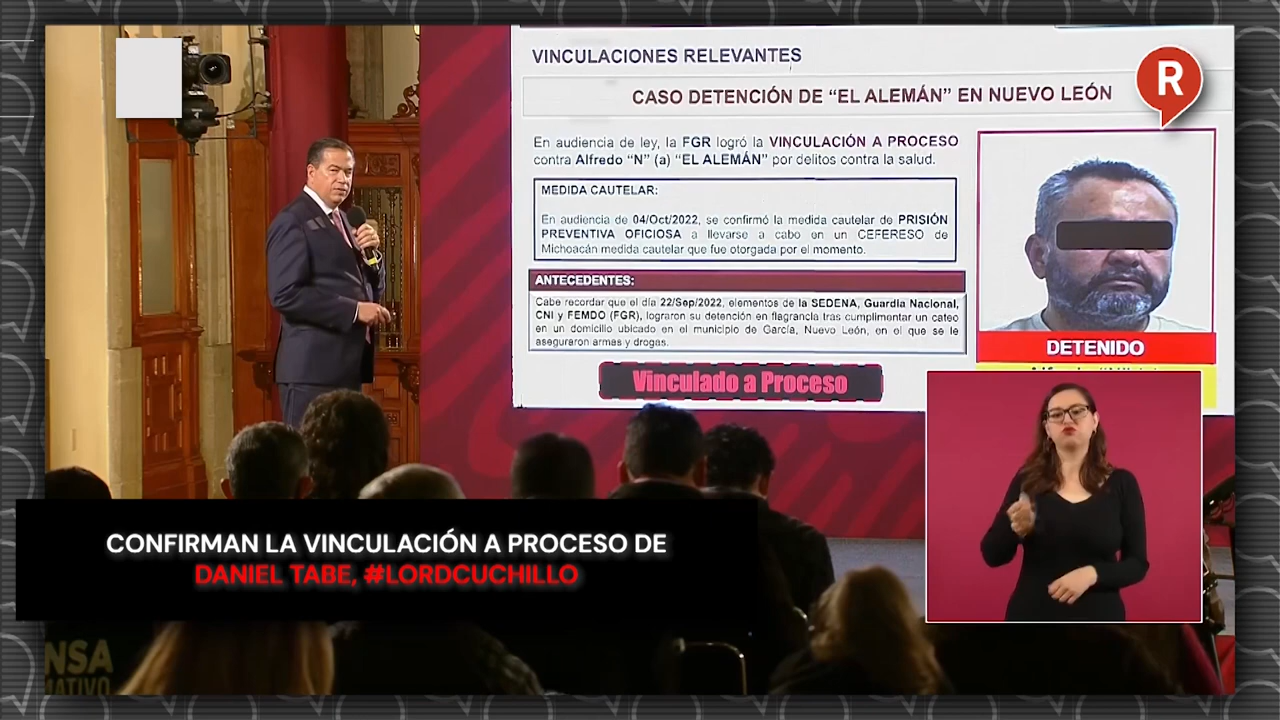 VINCULACIONES RELEVANTES
CASO DETENCIÓN DE “EL ALEMÁN” EN NUEVO LEÓN
R
En audiencia de ley, la FGR logró la VINCULACIÓN A PROCESO
contra Alfredo “N” (a) “EL ALEMÁN” por delitos contra la salud.
MEDIDA CAUTELAR:
En audiencia de 04/Oct/2022, se confirmó la medida cautelar de PRISIÓN
PREVENTIVA OFICIOSA a llevarse a cabo en un CEFERESO de
Michoacán medida cautelar que fue otorgada por el momento.
ANTECEDENTES:
Cabe recordar que el día 22/Sep/2022, elementos de la SEDENA, Guardia Nacional,
CNI y FEMDO (FGR), lograron su detención en flagrancia tras cumplimentar un cateo
en un domicilio ubicado en el municipio de García, Nuevo León, en el que se le
aseguraron armas y drogas.
DETENIDO
Vinculado a Proceso
CONFIRMAN LA VINCULACIÓN A PROCESO DE
DANIEL TABE, #LORDCUCHILLO
NSA
MATIVO